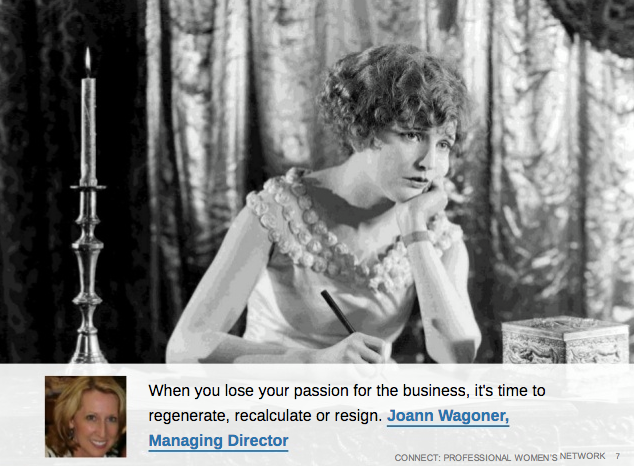 When you lose your passion for the business, it's time to
regenerate, recalculate or resign. Joann Wagoner,
Managing Director
CONNECT: PROFESSIONAL WOMEN'S NETWORK 7